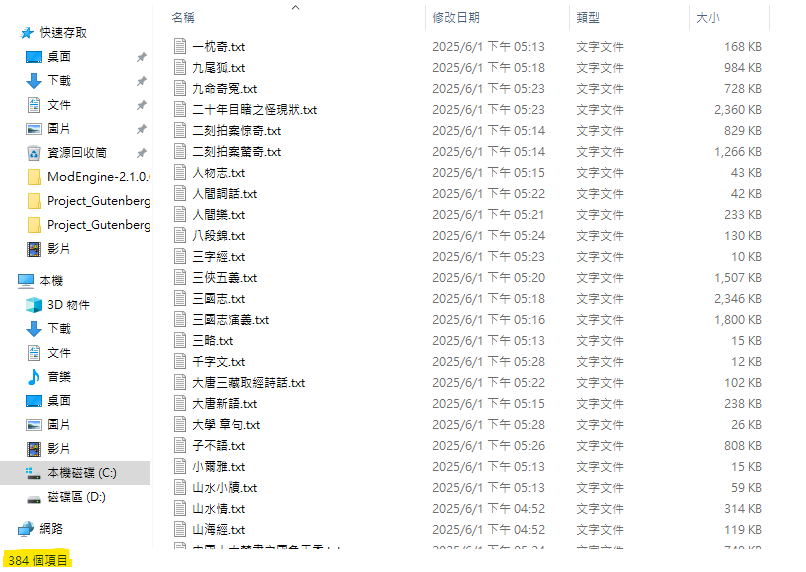 名稱 修改日期 類型 大小
快速存取
桌面
下載
文件
圖片
資源回收筒
ModEngine-2.1.0.
Project_Gutenberg
Project_Gutenberg
影片
本機
3D 物件
下載
文件
音樂
桌面
圖片
影片
本機磁碟 (C:)
磁碟區 (D:)
網路
384 個項目
一枕奇.txt 2025/6/1 下午 05:13 文字文件 168 KB
九尾狐.txt 2025/6/1 下午 05:18 文字文件 984 KB
九命奇冤.txt 2025/6/1 下午 05:23 文字文件 728 KB
二十年目睹之怪現狀.txt 2025/6/1 下午 05:23 文字文件 2,360 KB
二刻拍案惊奇.txt 2025/6/1 下午 05:14 文字文件 829 KB
二刻拍案驚奇.txt 2025/6/1 下午 05:14 文字文件 1,266 KB
人物志.txt 2025/6/1 下午 05:15 文字文件 43 KB
人間詞話.txt 2025/6/1 下午 05:22 文字文件 42 KB
人間樂.txt 2025/6/1 下午 05:21 文字文件 233 KB
八段錦.txt 2025/6/1 下午 05:24 文字文件 130 KB
三字經.txt 2025/6/1 下午 05:23 文字文件 10 KB
三俠五義.txt 2025/6/1 下午 05:20 文字文件 1,507 KB
三國志.txt 2025/6/1 下午 05:18 文字文件 2,346 KB
三國志演義.txt 2025/6/1 下午 05:16 文字文件 1,800 KB
三略.txt 2025/6/1 下午 05:13 文字文件 15 KB
千字文.txt 2025/6/1 下午 05:28 文字文件 12 KB
大唐三藏取經詩話.txt 2025/6/1 下午 05:22 文字文件 102 KB
大唐新語.txt 2025/6/1 下午 05:15 文字文件 238 KB
大學 章句.txt 2025/6/1 下午 05:28 文字文件 26 KB
子不語.txt 2025/6/1 下午 05:26 文字文件 808 KB
小爾雅.txt 2025/6/1 下午 05:13 文字文件 15 KB
山水小牘.txt 2025/6/1 下午 05:13 文字文件 59 KB
山水情.txt 2025/6/1 下午 04:52 文字文件 314 KB
山海經.txt 2025/6/1 下午 04:52 文字文件 119 KB